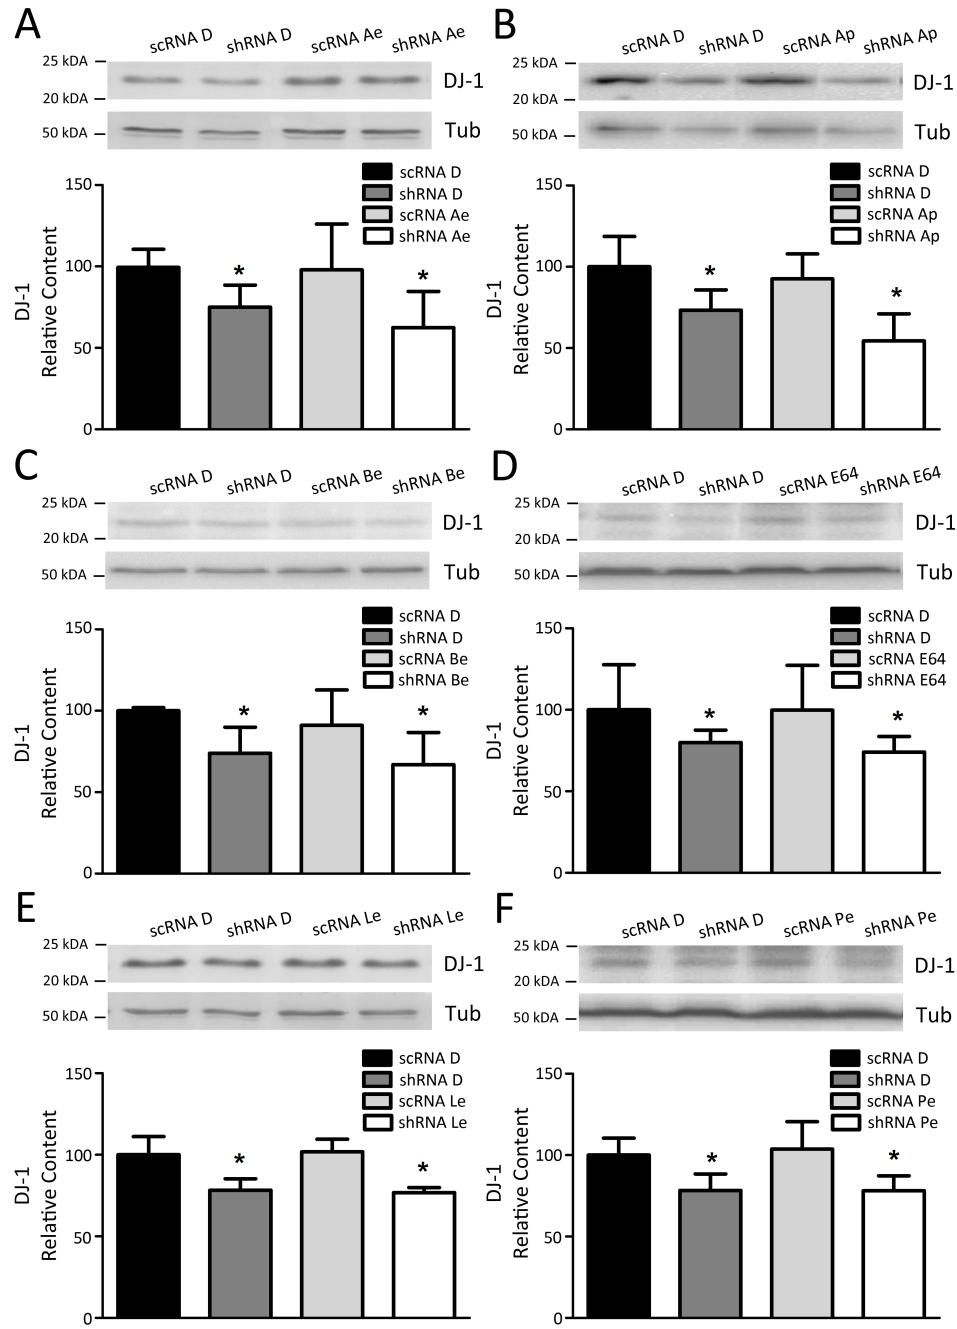 A
scRNA D shRNA D scRNA Ae shRNA Ae
25 kDA
20 kDA
DJ-1
50 kDA
Tub
scRNA D
shRNA D
scRNA Ae
shRNA Ae
DJ-1
Relative Content
150
100
50
0
* *
B
scRNA D shRNA D scRNA Ap shRNA Ap
25 kDA
20 kDA
DJ-1
50 kDA
Tub
scRNA D
shRNA D
scRNA Ap
shRNA Ap
DJ-1
Relative Content
150
100
50
0
* *
C
scRNA D shRNA D scRNA Be shRNA Be
25 kDA
20 kDA
DJ-1
50 kDA
Tub
scRNA D
shRNA D
scRNA Be
shRNA Be
DJ-1
Relative Content
150
100
50
0
* *
D
scRNA D shRNA D scRNA E64 shRNA E64
25 kDA
20 kDA
DJ-1
50 kDA
Tub
scRNA D
shRNA D
scRNA E64
shRNA E64
DJ-1
Relative Content
150
100
50
0
* *
E
scRNA D shRNA D scRNA Le shRNA Le
25 kDA
20 kDA
DJ-1
50 kDA
Tub
scRNA D
shRNA D
scRNA Le
shRNA Le
DJ-1
Relative Content
150
100
50
0
* *
F
scRNA D shRNA D scRNA Pe shRNA Pe
25 kDA
20 kDA
DJ-1
50 kDA
Tub
scRNA D
shRNA D
scRNA Pe
shRNA Pe
DJ-1
Relative Content
150
100
50
0
* *